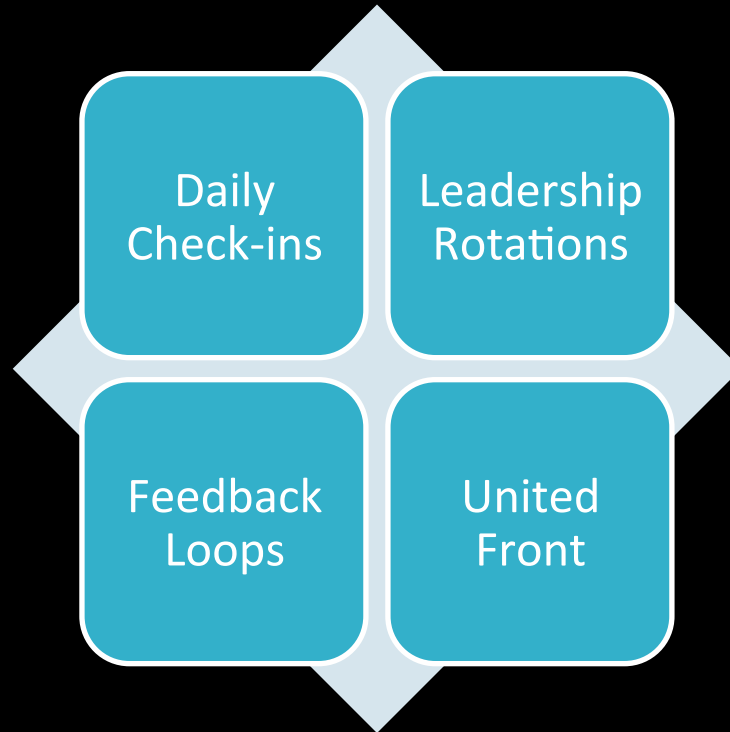 Daily
Check-ins
Leadership
Rotations
Feedback
Loops
United
Front